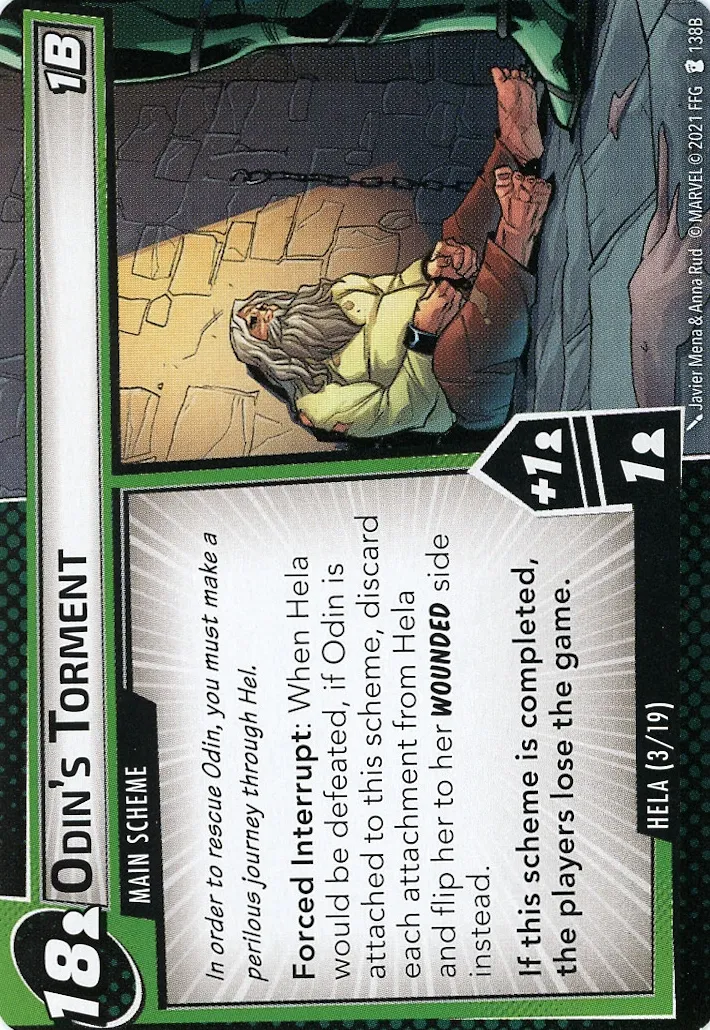 18
ODIN'S TORMENT
1B
MAIN SCHEME
In order to rescue Odin, you must make a
perilous journey through Hel.
Forced Interrupt: When Hela
would be defeated, if Odin is
attached to this scheme, discard
each attachment from Hela
and flip her to her WOUNDED side
instead.
If this scheme is completed,
the players lose the game.
+1
1
HELA (3/19)
Javier Mena & Anna Rud © MARVEL © 2021 FFG 138B